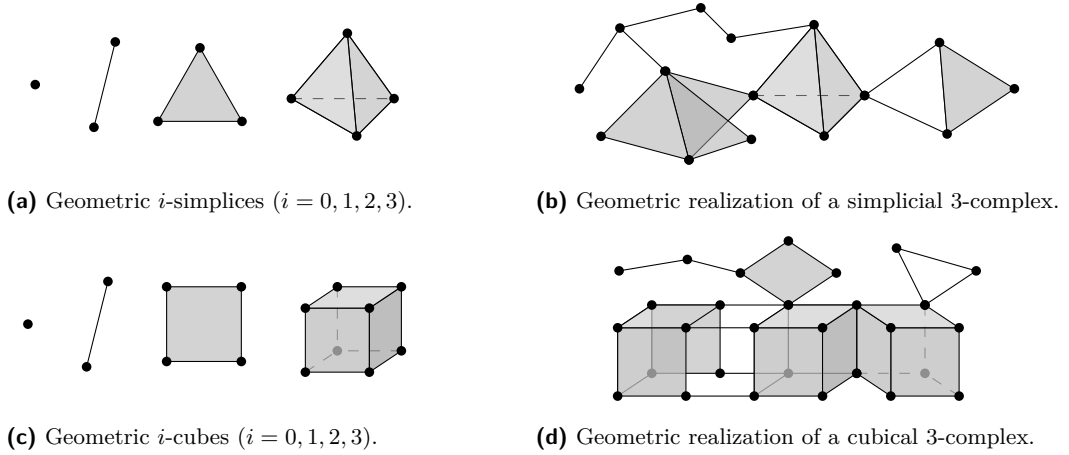 (a) Geometric i-simplices (i = 0, 1, 2, 3).
(b) Geometric realization of a simplicial 3-complex.
(c) Geometric i-cubes (i = 0, 1, 2, 3).
(d) Geometric realization of a cubical 3-complex.